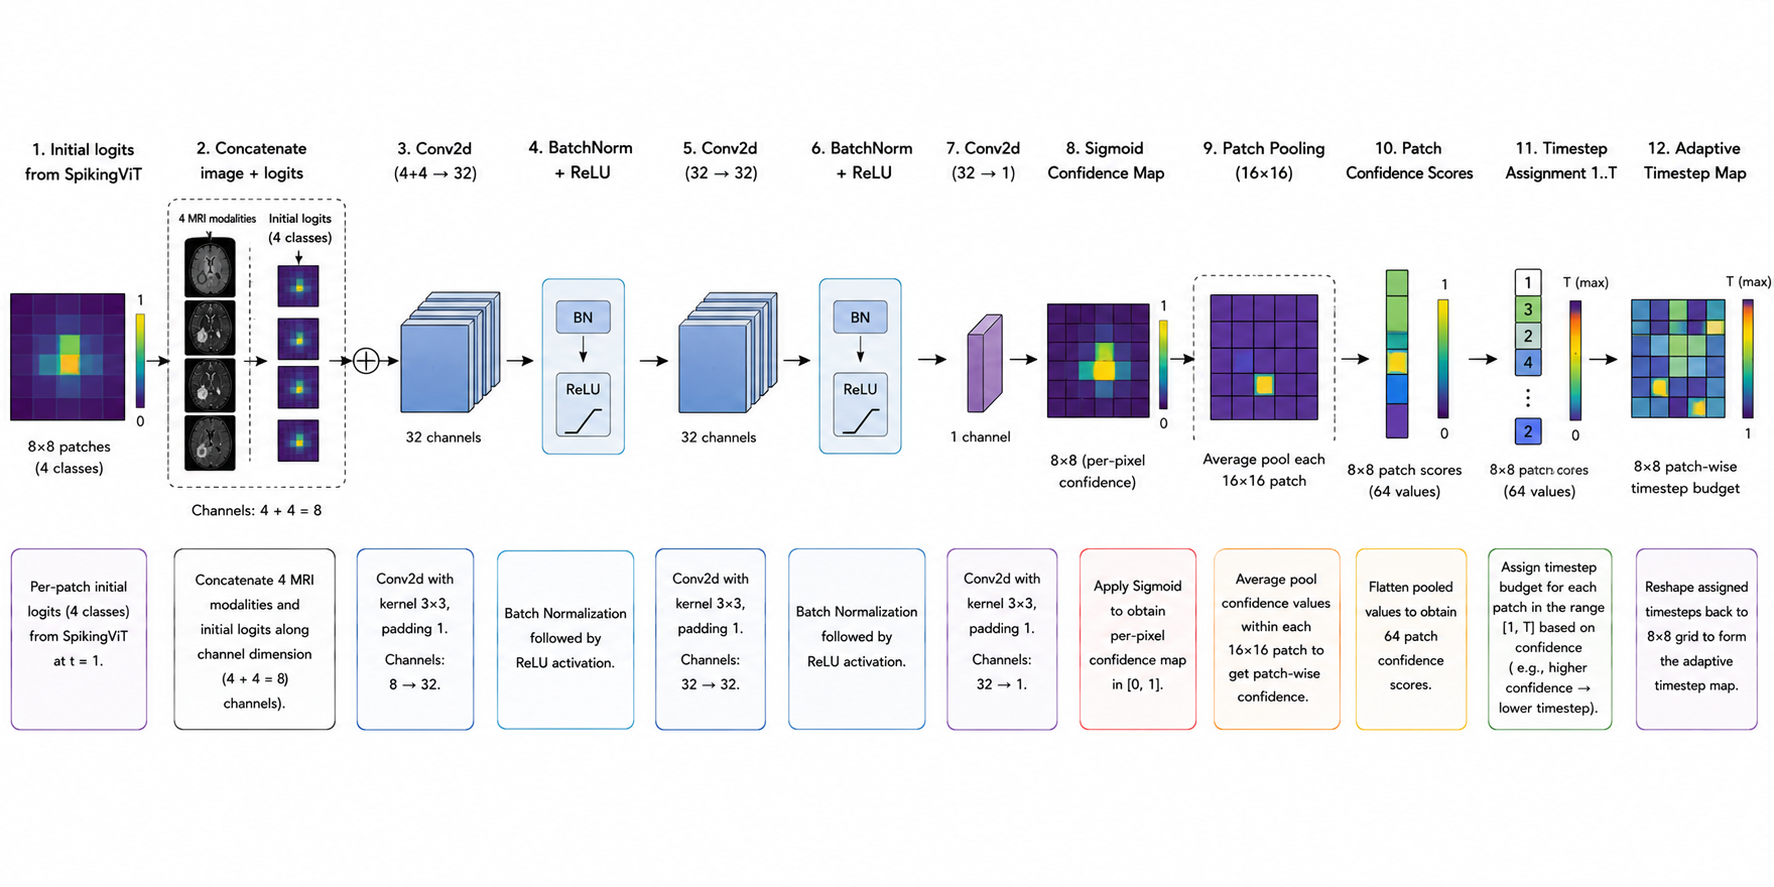 1. Initial logits
from SpikingViT
2. Concatenate
image + logits
3. Conv2d
(4+4 → 32)
4. BatchNorm
+ ReLU
5. Conv2d
(32 → 32)
6. BatchNorm
+ ReLU
7. Conv2d
(32 → 1)
8. Sigmoid
Confidence Map
9. Patch Pooling
(16×16)
10. Patch
Confidence Scores
11. Timestep
Assignment 1..T
12. Adaptive
Timestep Map
1
0
8×8 patches
(4 classes)
4 MRI modalities
Initial logits
(4 classes)
Channels: 4 + 4 = 8
32 channels
BN
ReLU
32 channels
BN
ReLU
1 channel
1
0
8×8 (per-pixel
confidence)
Average pool each
16×16 patch
1
0
8×8 patch scores
(64 values)
1
3
2
4
⋮
2
T (max)
0
8×8 patcn cores
(64 values)
T (max)
1
8×8 patch-wise
timestep budget
Per-patch initial
logits (4 classes)
from SpikingViT
at t = 1.
Concatenate 4 MRI
modalities and
initial logits along
channel dimension
(4 + 4 = 8)
channels).
Conv2d with
kernel 3×3,
padding 1.
Channels:
8 → 32.
Batch Normalization
followed by
ReLU activation.
Conv2d with
kernel 3×3,
padding 1.
Channels:
32 → 32.
Batch Normalization
followed by
ReLU activation.
Conv2d with
kernel 3×3,
padding 1.
Channels:
32 → 1.
Apply Sigmoid
to obtain
per-pixel
confidence map
in [0, 1].
Average pool
confidence values
within each
16×16 patch to
get patch-wise
confidence.
Flatten pooled
values to obtain
64 patch
confidence
scores.
Assign timestep
budget for each
patch in the range
[1, T] based on
confidence
( e.g., higher
confidence →
lower timestep).
Reshape assigned
timesteps back to
8×8 grid to form
the adaptive
timestep map.